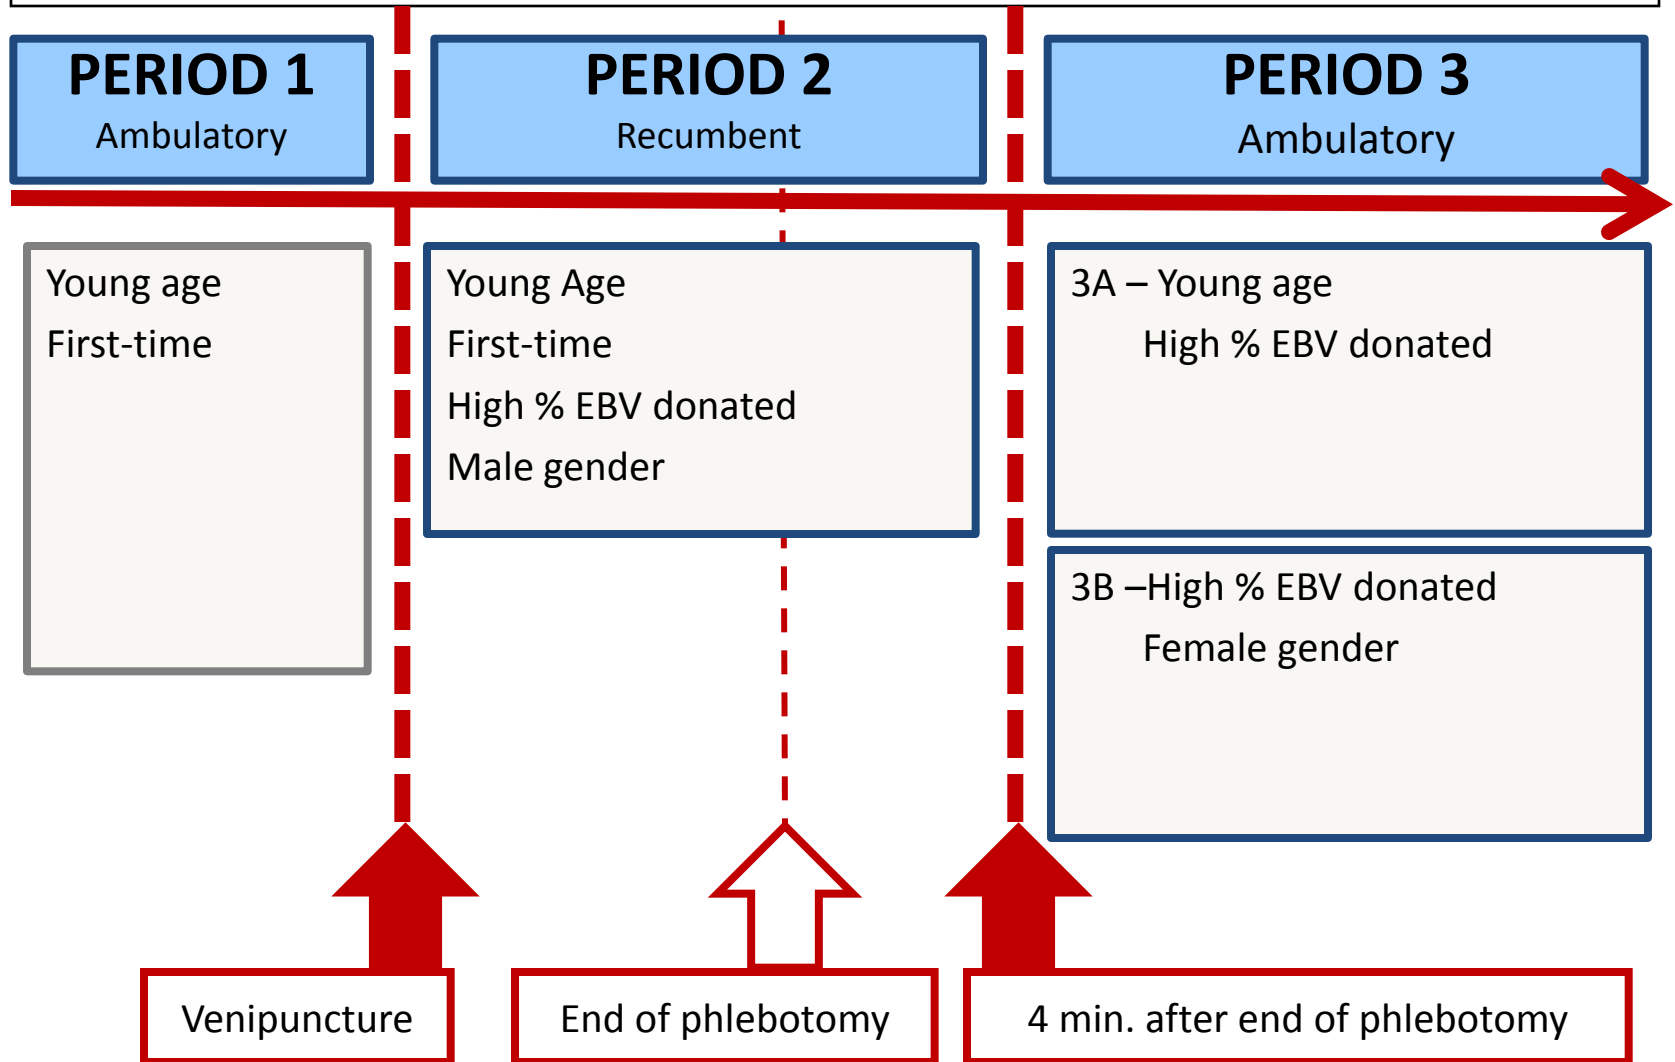 PERIOD 1
Ambulatory
PERIOD 2
Recumbent
PERIOD 3
Ambulatory
Young age
First-time
Young Age
First-time
High % EBV donated
Male gender
3A – Young age
High % EBV donated
3B –High % EBV donated
Female gender
Venipuncture
End of phlebotomy
4 min. after end of phlebotomy